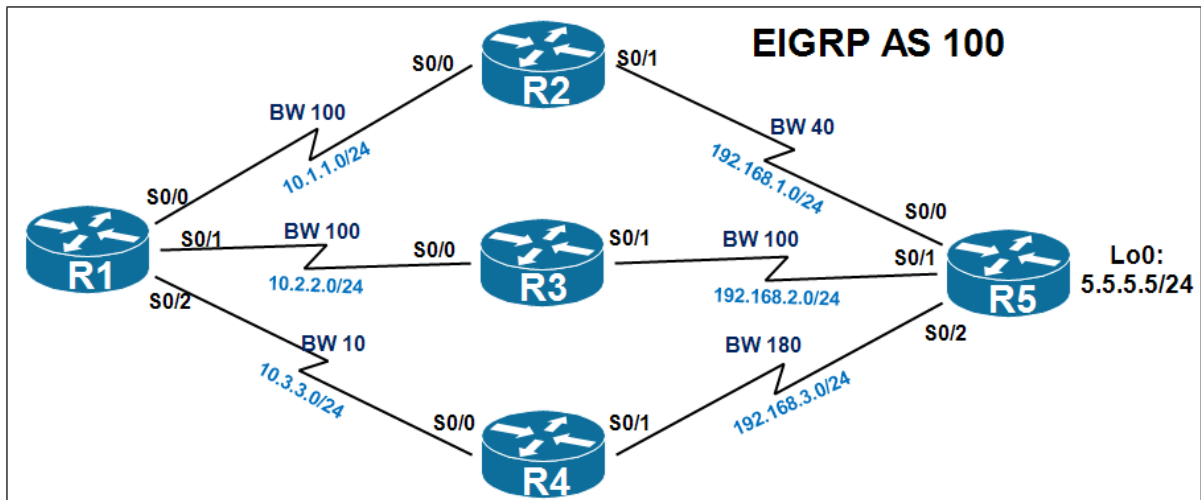 EIGRP AS 100
S0/0
R2
S0/1
BW 100
10.1.1.0/24
BW 40
192.168.1.0/24
S0/0
S0/0
R1
S0/1
BW 100
10.2.2.0/24
S0/0
R3
S0/1
BW 100
192.168.2.0/24
S0/1
R5
Lo0:
5.5.5.5/24
S0/2
S0/2
BW 10
10.3.3.0/24
S0/0
R4
S0/1
BW 180
192.168.3.0/24